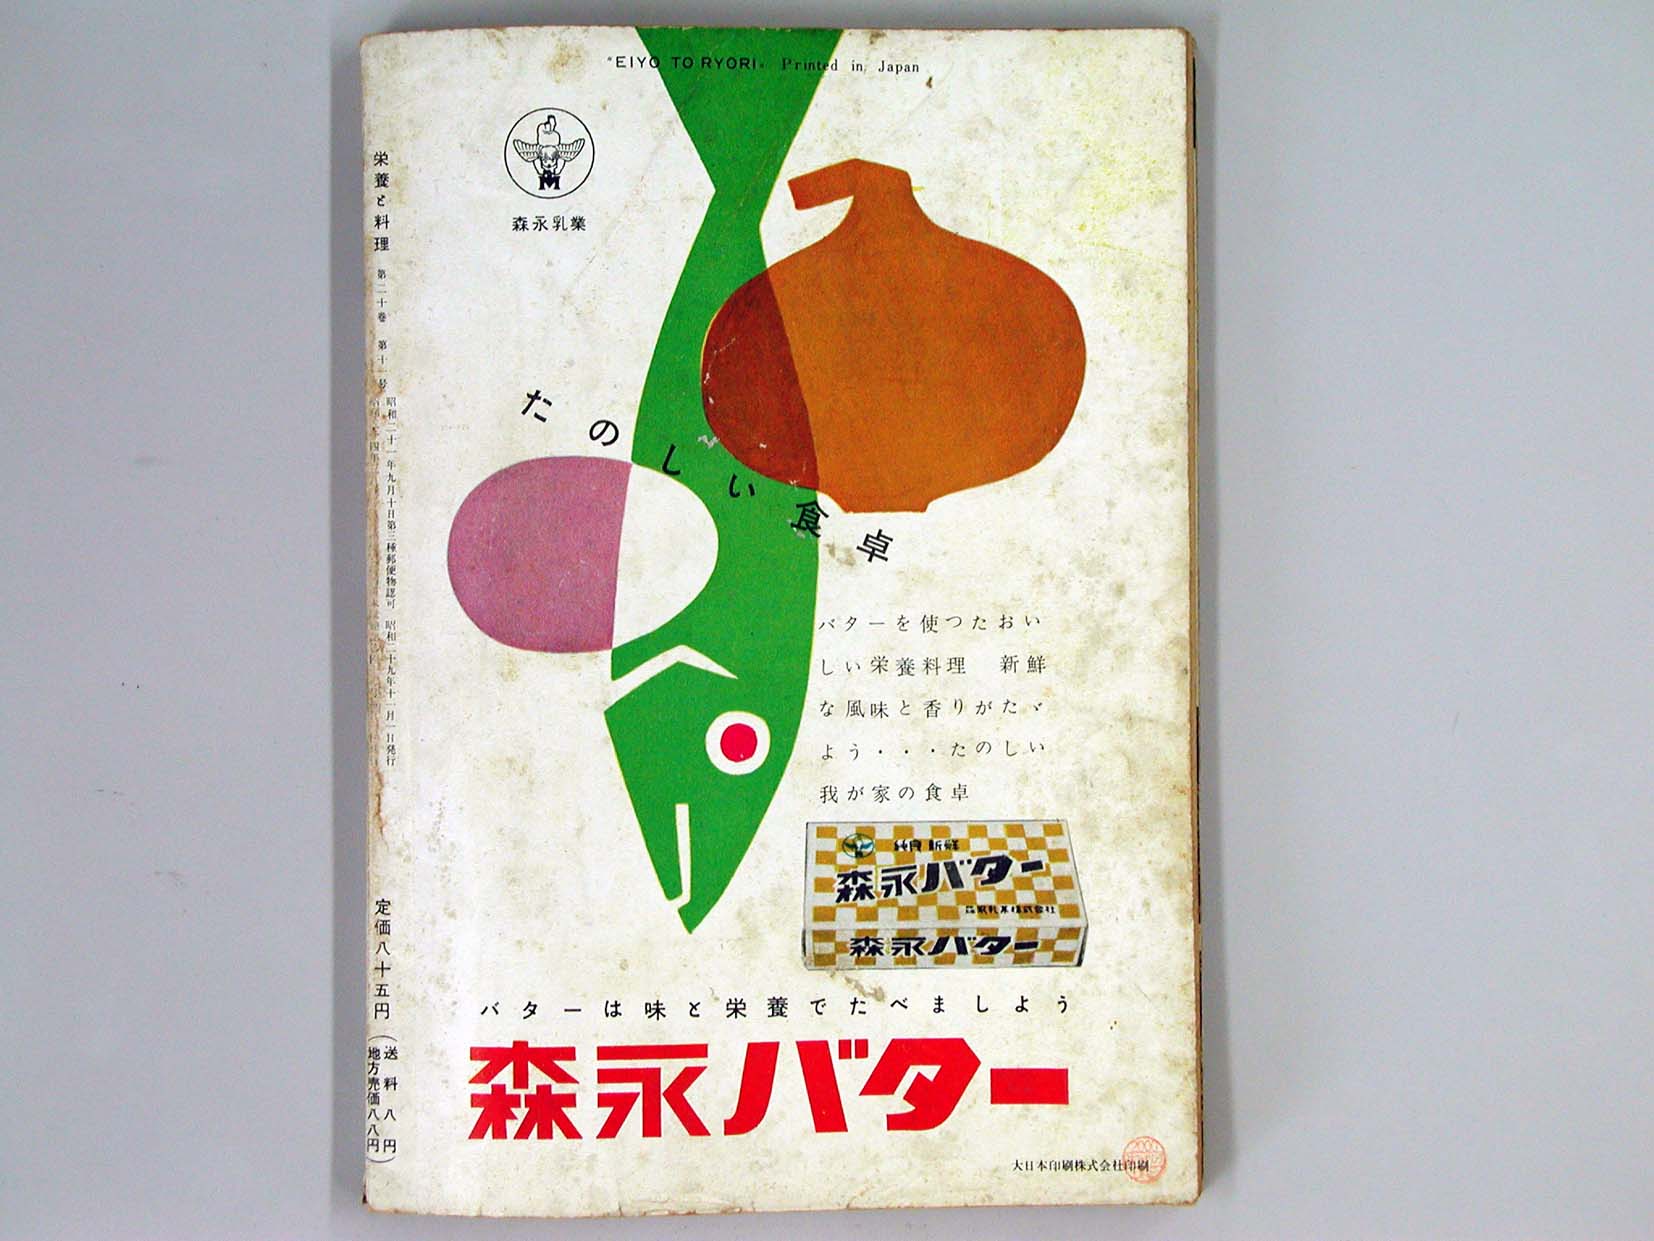 "EIYO TO RYORI" Printed in Japan
M
森永乳業
たのしい食卓
バターを使つたおい
しい栄養料理　新鮮
な風味と香りがたゞ
よう・・・たのしい
我が家の食卓
純良 新鮮
森永バター
森永バター
バターは味と栄養でたべましよう
森永バター
大日本印刷株式会社印刷
栄養と料理
第二十巻 第十一号
昭和二十一年九月十日第三種郵便物認可 昭和二十九年十一月一日発行
定価八十五円
(送料八円
地方売価八八円)